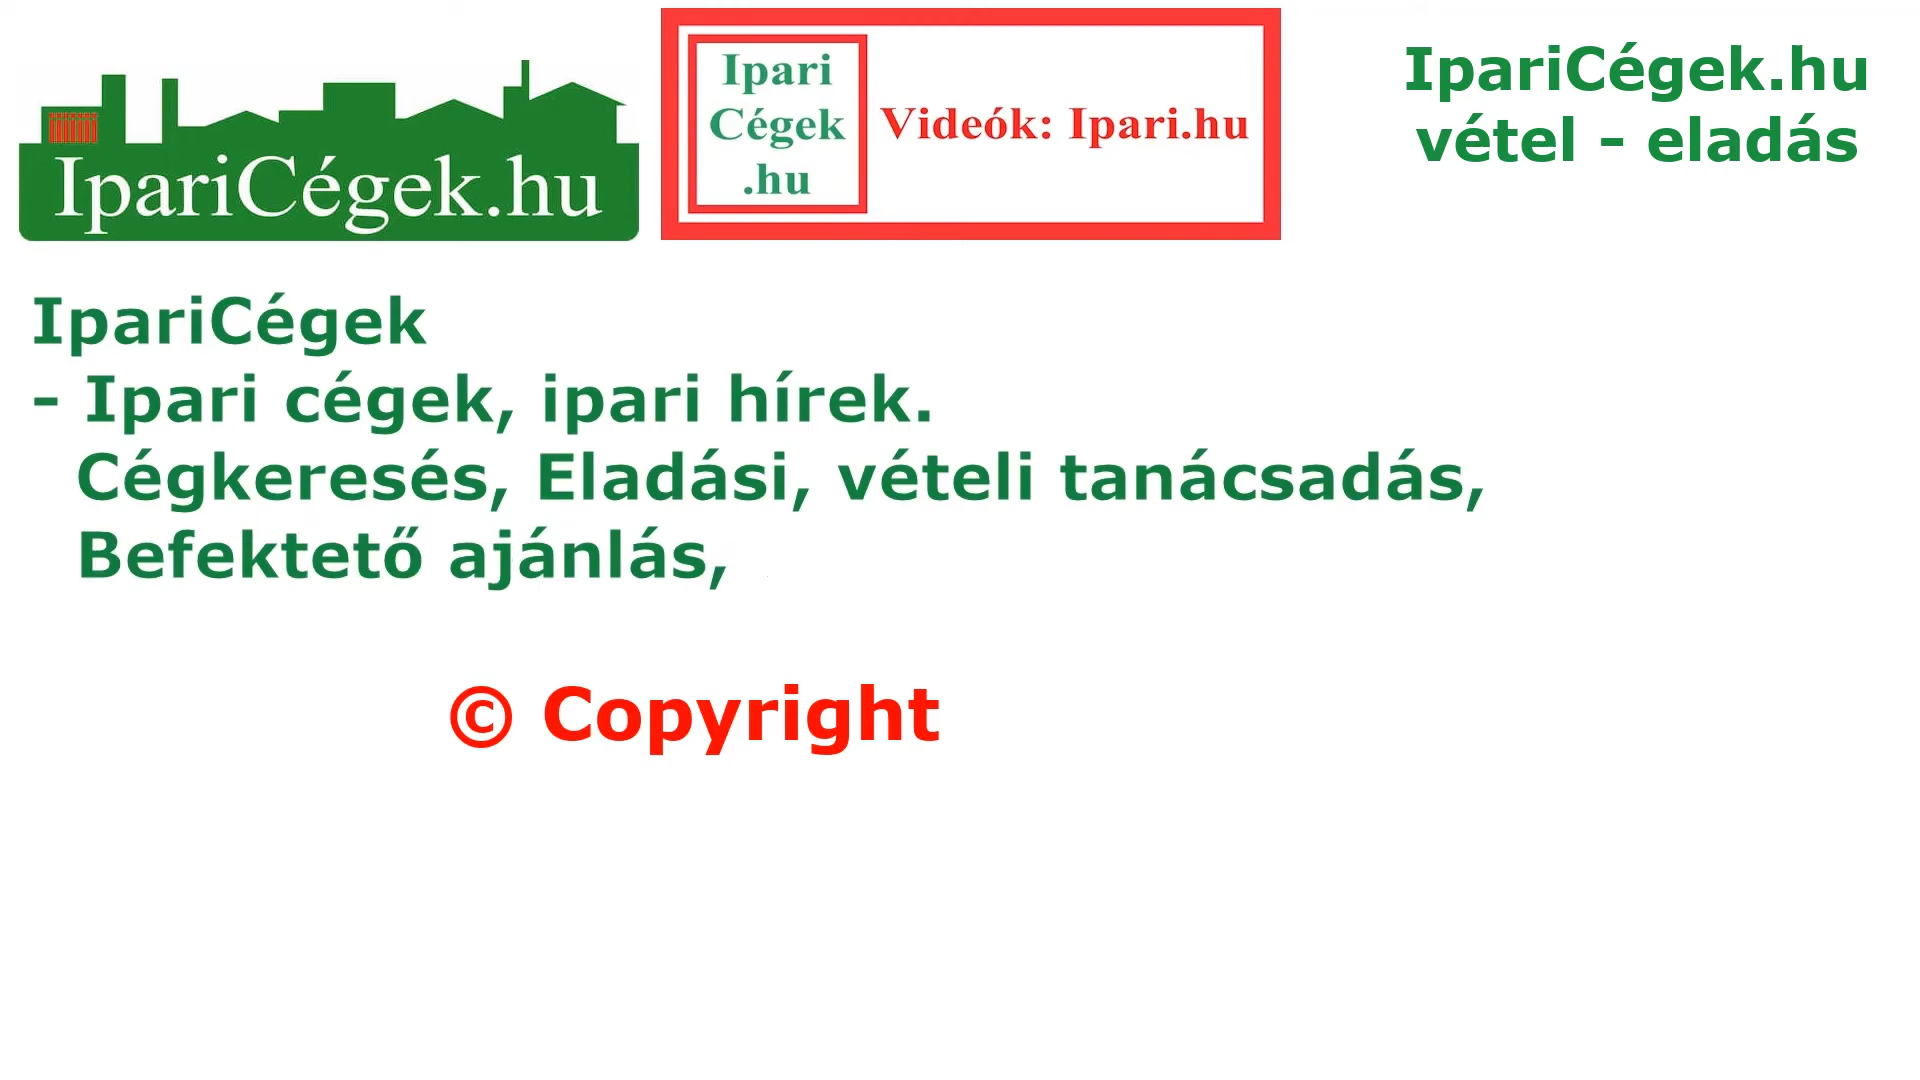 IpariCégek.hu
Ipari
Cégek
.hu
Videók: Ipari.hu
IpariCégek.hu
vétel - eladás
IpariCégek
- Ipari cégek, ipari hírek.
Cégkeresés, Eladási, vételi tanácsadás,
Befektető ajánlás,
© Copyright